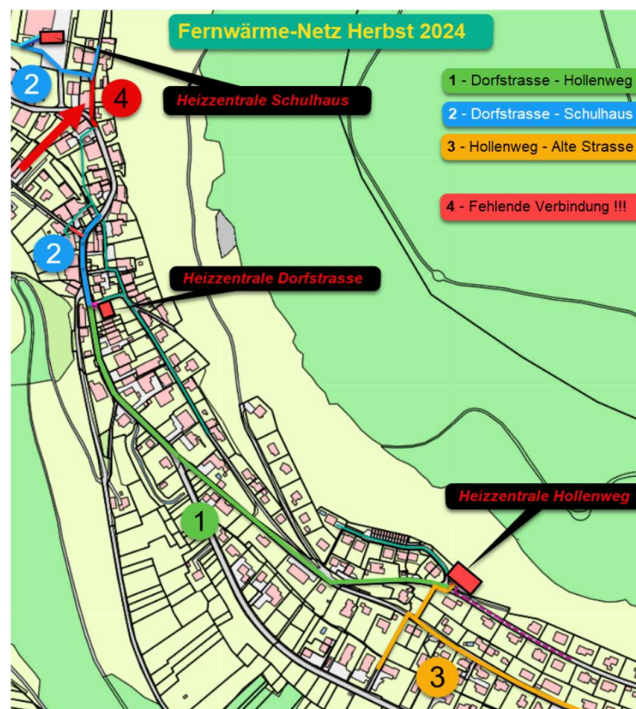 Fernwärme-Netz Herbst 2024
2
4
Heizzentrale Schulhaus
1 - Dorfstrasse - Hollenweg
2 - Dorfstrasse - Schulhaus
3 - Hollenweg - Alte Strasse
4 - Fehlende Verbindung !!!
2
Heizzentrale Dorfstrasse
Heizzentrale Hollenweg
1
3